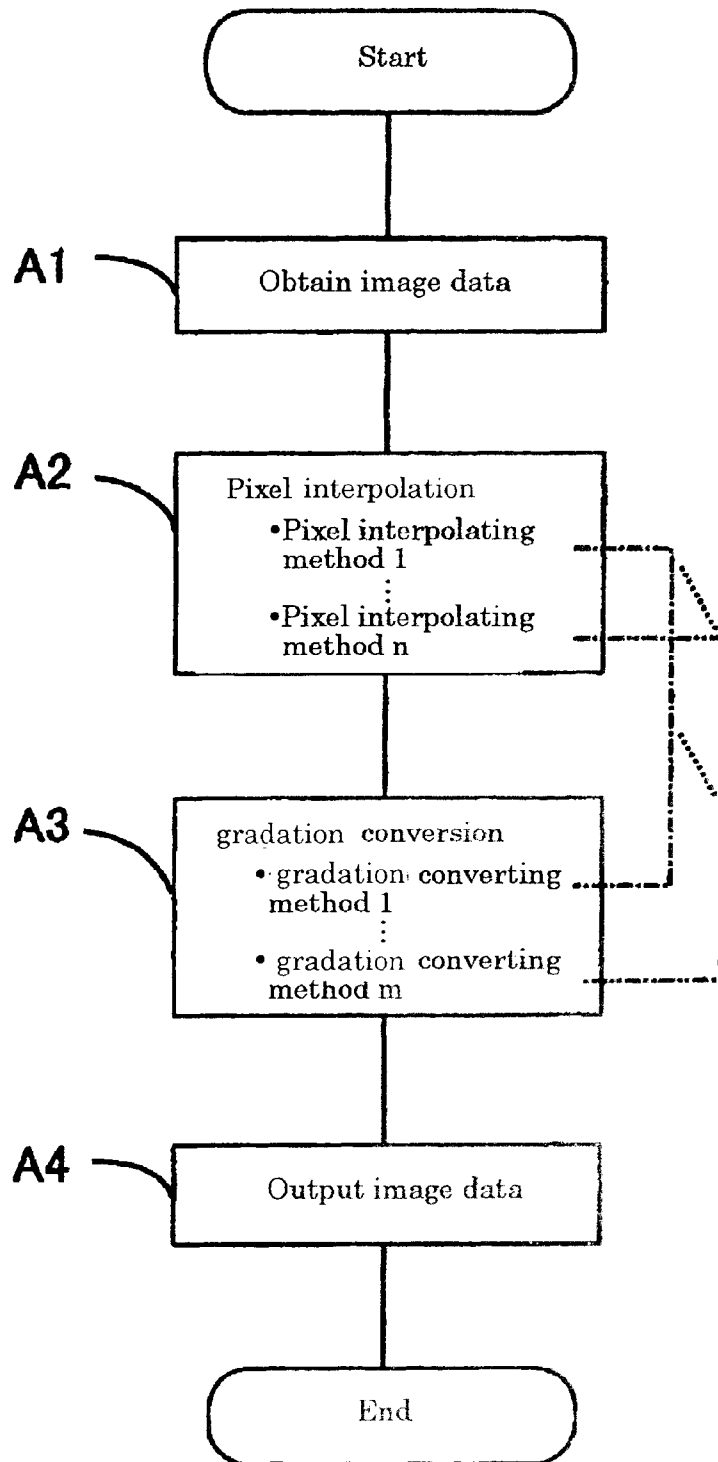 Start
A1
Obtain image data
A2
Pixel interpolation
•Pixel interpolating
method 1
•Pixel interpolating
method n
A3
gradation conversion
• gradation converting
method 1
• gradation converting
method m
A4
Output image data
End